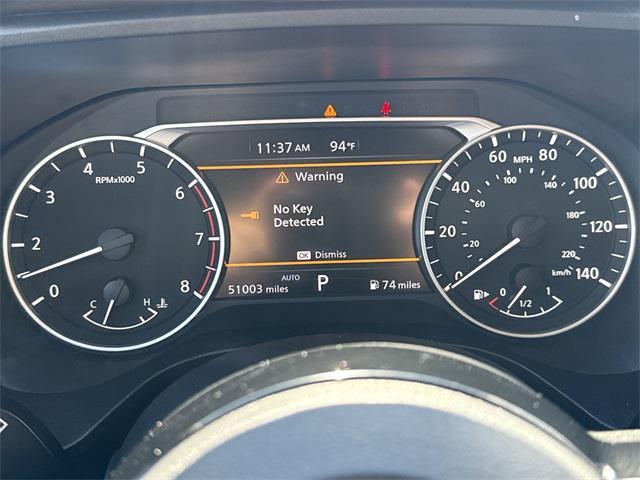 11:37 AM 94°F
Warning
No Key
Detected
OK Dismiss
AUTO
51003 miles P 74 miles
RPMx1000
0 2 3 4 5 6 7 8
C H
MPH
0 20 40 60 80 100 120 140
20 60 100 140 180 220
km/h
0 1/2 1